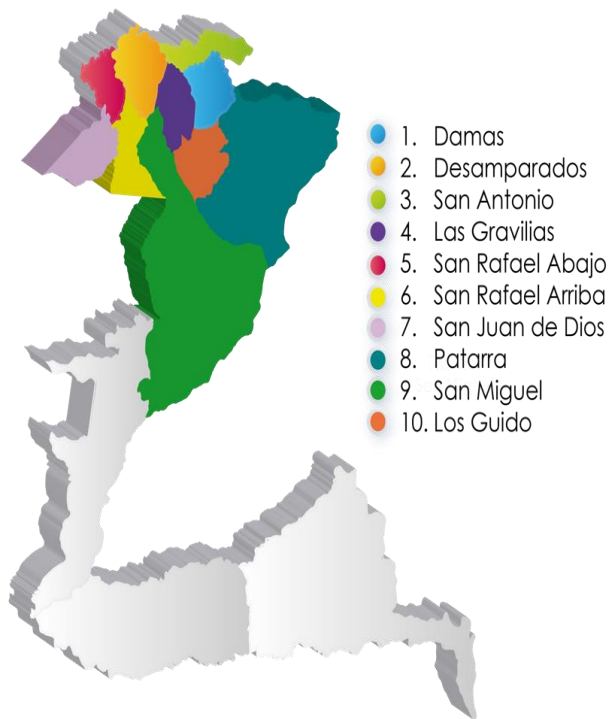 1. Damas
2. Desamparados
3. San Antonio
4. Las Gravilias
5. San Rafael Abajo
6. San Rafael Arriba
7. San Juan de Dios
8. Patarra
9. San Miguel
10. Los Guido